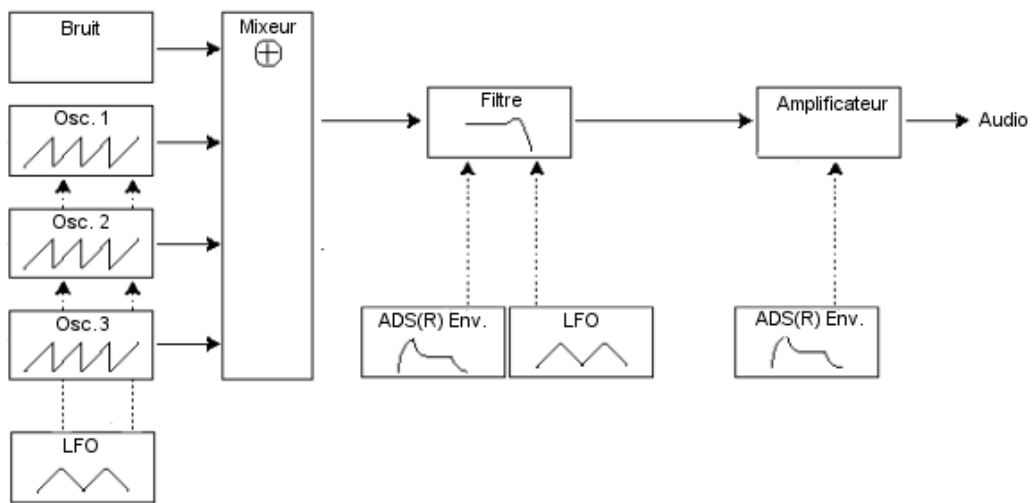 Bruit
Mixeur
Osc. 1
Filtre
Amplificateur
Audio
Osc. 2
Osc.3
ADS(R) Env.
LFO
ADS(R) Env.
LFO